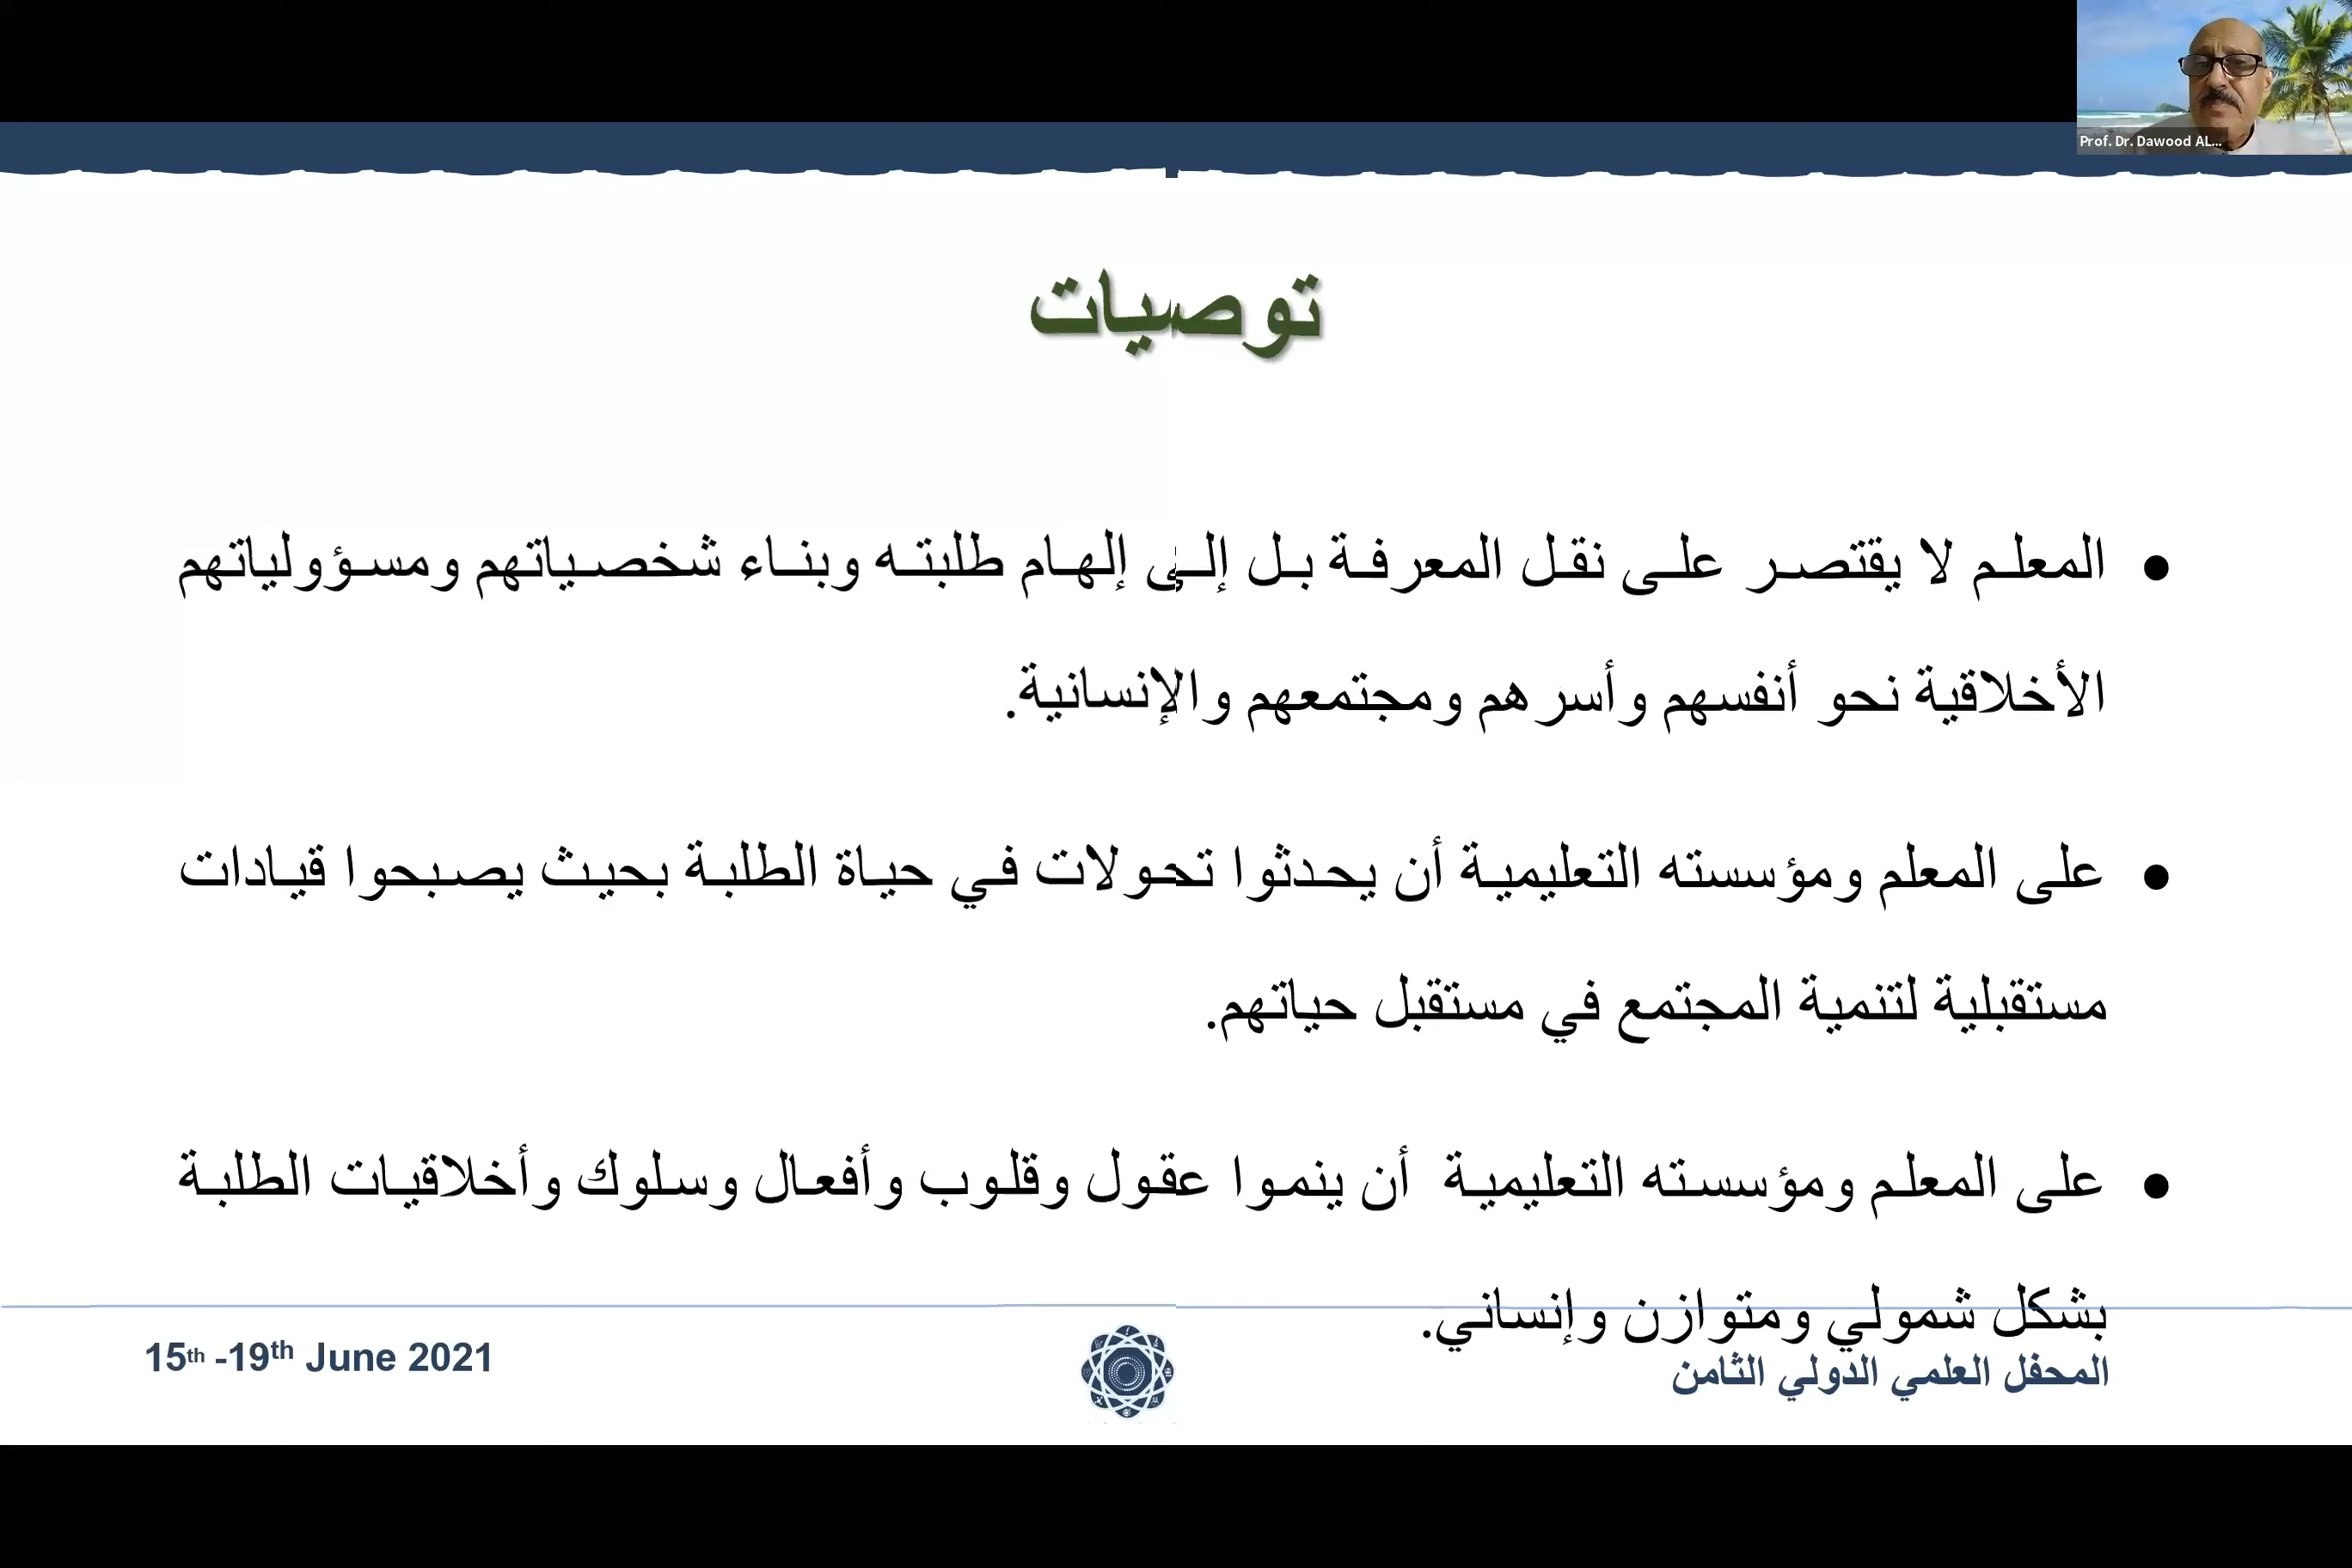 Prof. Dr. Dawood AL...
توصيات
• المعلم لا يقتصر على نقل المعرفة بل إلى إلهام طلبته وبناء شخصياتهم ومسؤولياتهم
الأخلاقية نحو أنفسهم وأسرهم ومجتمعهم والإنسانية.
• على المعلم ومؤسسته التعليمية أن يحدثوا تحولات في حياة الطلبة بحيث يصبحوا قيادات
مستقبلية لتنمية المجتمع في مستقبل حياتهم.
• على المعلم ومؤسسته التعليمية أن ينموا عقول وقلوب وأفعال وسلوك وأخلاقيات الطلبة
بشكل شمولي ومتوازن وإنساني.
المحفل العلمي الدولي الثامن
15th -19th June 2021